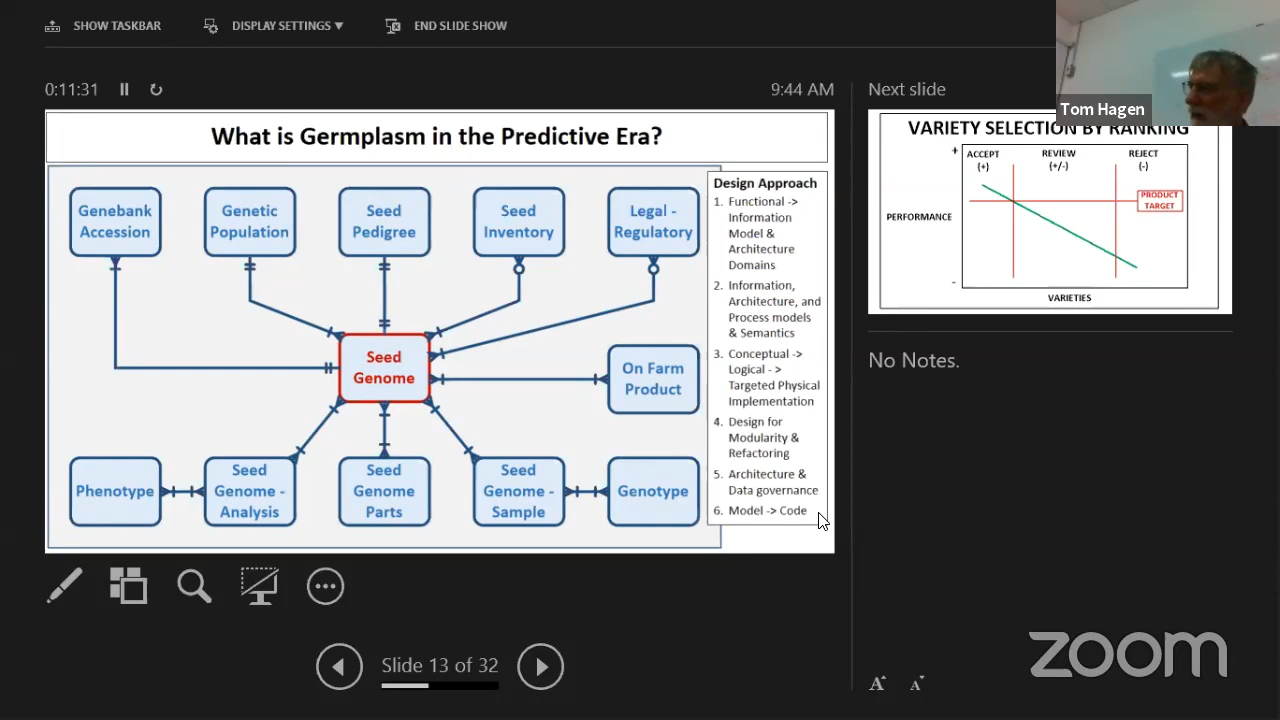 SHOW TASKBAR
DISPLAY SETTINGS ▼
END SLIDE SHOW
0:11:31
9:44 AM
What is Germplasm in the Predictive Era?
Genebank
Accession
Genetic
Population
Seed
Pedigree
Seed
Inventory
Legal -
Regulatory
Seed
Genome
On Farm
Product
Phenotype
Seed
Genome -
Analysis
Seed
Genome
Parts
Seed
Genome -
Sample
Genotype
Design Approach
1. Functional ->
Information
Model &
Architecture
Domains
2. Information,
Architecture, and
Process models
& Semantics
3. Conceptual ->
Logical - >
Targeted Physical
Implementation
4. Design for
Modularity &
Refactoring
5. Architecture &
Data governance
6. Model -> Code
Slide 13 of 32
Next slide
Tom Hagen
VARIETY SELECTION BY RANKING
+
ACCEPT
(+)
REVIEW
(+/-)
REJECT
(-)
PRODUCT
TARGET
PERFORMANCE
-
VARIETIES
No Notes.
A
A
zoom